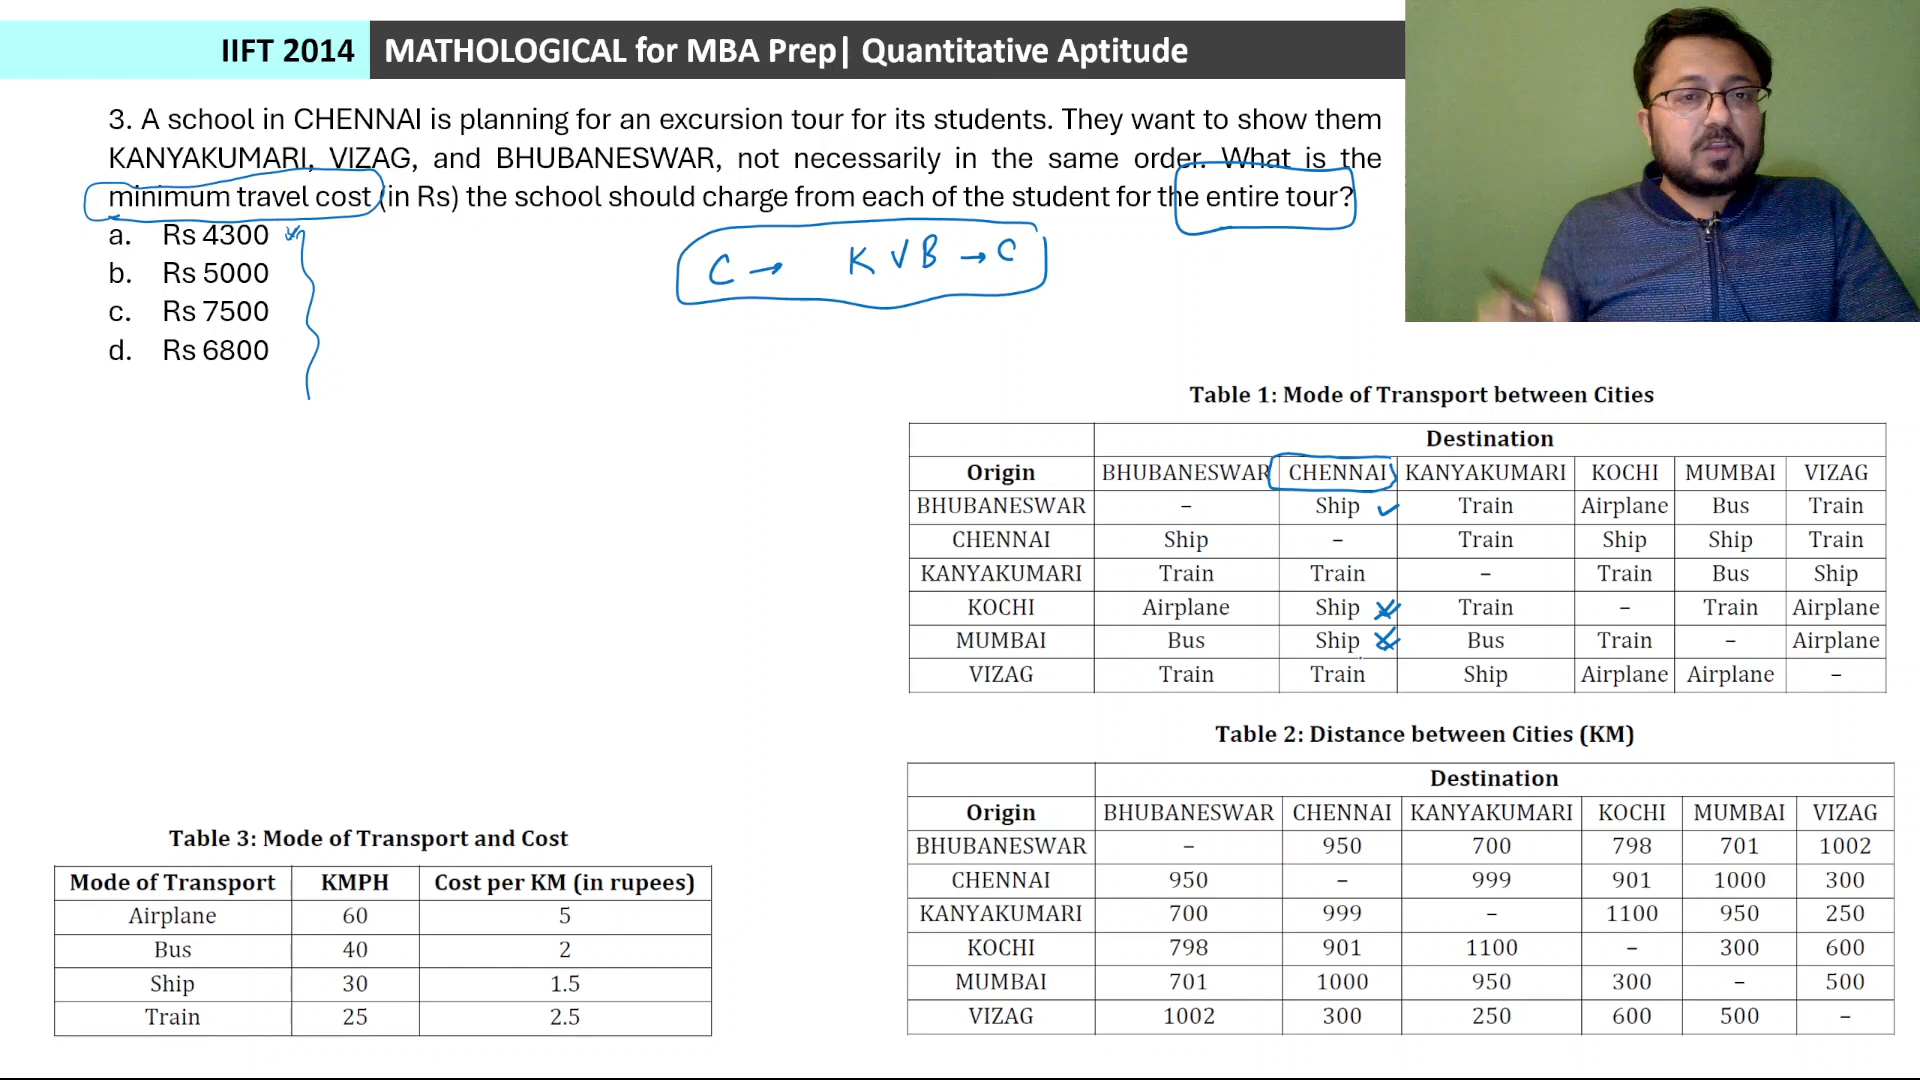 IIFT 2014 MATHOLOGICAL for MBA Prep| Quantitative Aptitude
3. A school in CHENNAI is planning for an excursion tour for its students. They want to show them
KANYAKUMARI, VIZAG, and BHUBANESWAR, not necessarily in the same order. What is the
minimum travel cost (in Rs) the school should charge from each of the student for the entire tour?
a. Rs 4300
b. Rs 5000
c. Rs 7500
d. Rs 6800
C → K V B → C
Table 1: Mode of Transport between Cities
Destination
Origin BHUBANESWAR CHENNAI KANYAKUMARI KOCHI MUMBAI VIZAG
BHUBANESWAR – Ship Train Airplane Bus Train
CHENNAI Ship – Train Ship Ship Train
KANYAKUMARI Train Train – Train Bus Ship
KOCHI Airplane Ship Train – Train Airplane
MUMBAI Bus Ship Bus Train – Airplane
VIZAG Train Train Ship Airplane Airplane –
Table 2: Distance between Cities (KM)
Destination
Origin BHUBANESWAR CHENNAI KANYAKUMARI KOCHI MUMBAI VIZAG
BHUBANESWAR – 950 700 798 701 1002
CHENNAI 950 – 999 901 1000 300
KANYAKUMARI 700 999 – 1100 950 250
KOCHI 798 901 1100 – 300 600
MUMBAI 701 1000 950 300 – 500
VIZAG 1002 300 250 600 500 –
Table 3: Mode of Transport and Cost
Mode of Transport KMPH Cost per KM (in rupees)
Airplane 60 5
Bus 40 2
Ship 30 1.5
Train 25 2.5